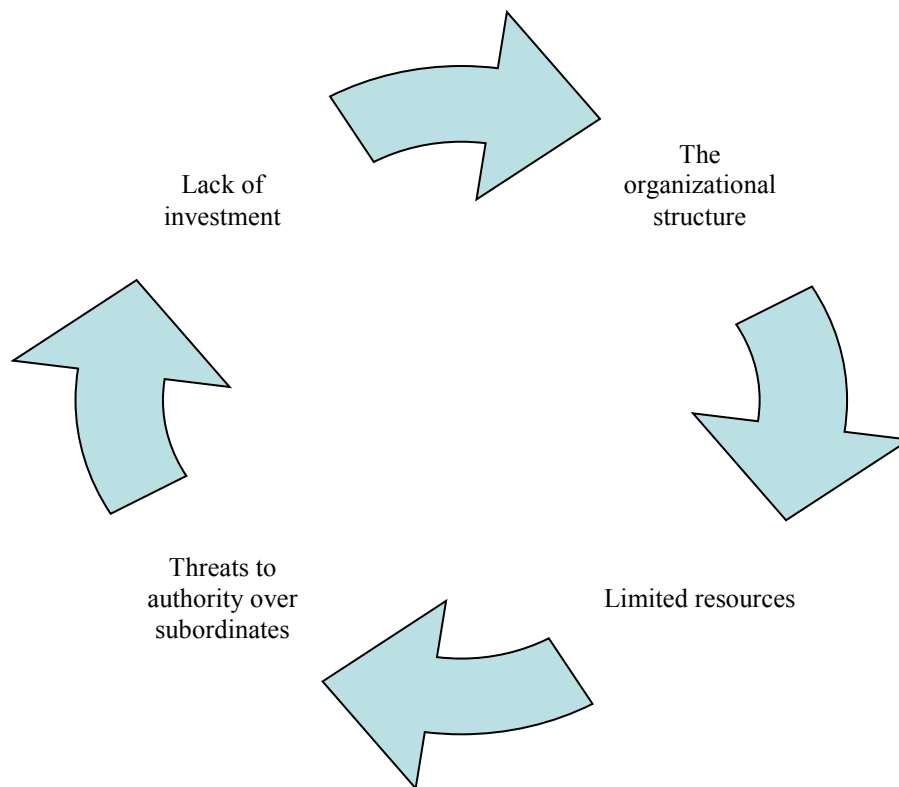 Lack of
investment
The
organizational
structure
Threats to
authority over
subordinates
Limited resources